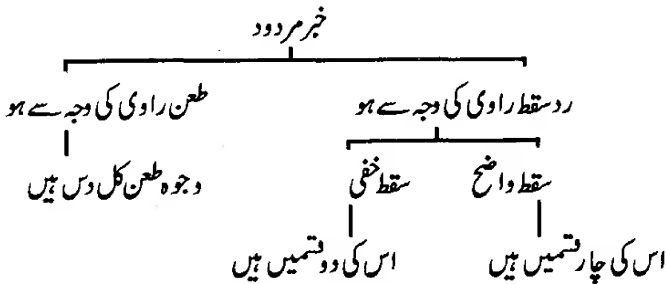 خبر مردود
رد سقط راوی کی وجہ سے ہو
طعن راوی کی وجہ سے ہو
سقط واضح
سقط خفی
وجوہ طعن کل دس ہیں
اس کی چار قسمیں ہیں
اس کی دو قسمیں ہیں